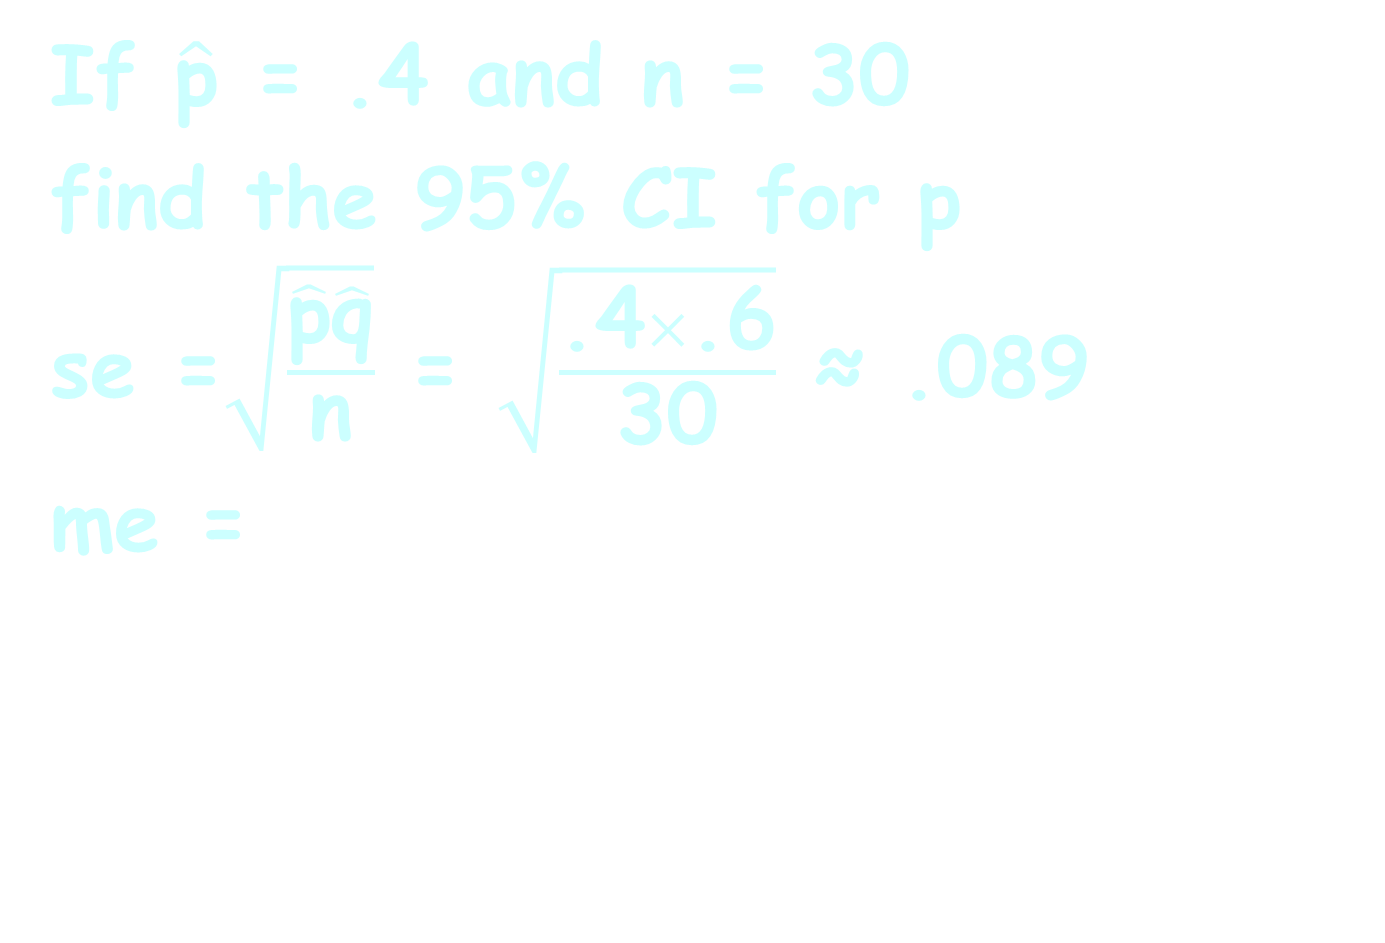 If p̂ = .4 and n = 30
find the 95% CI for p
se = √(p̂q̂/n) = √(.4×.6/30) ≈ .089
me =